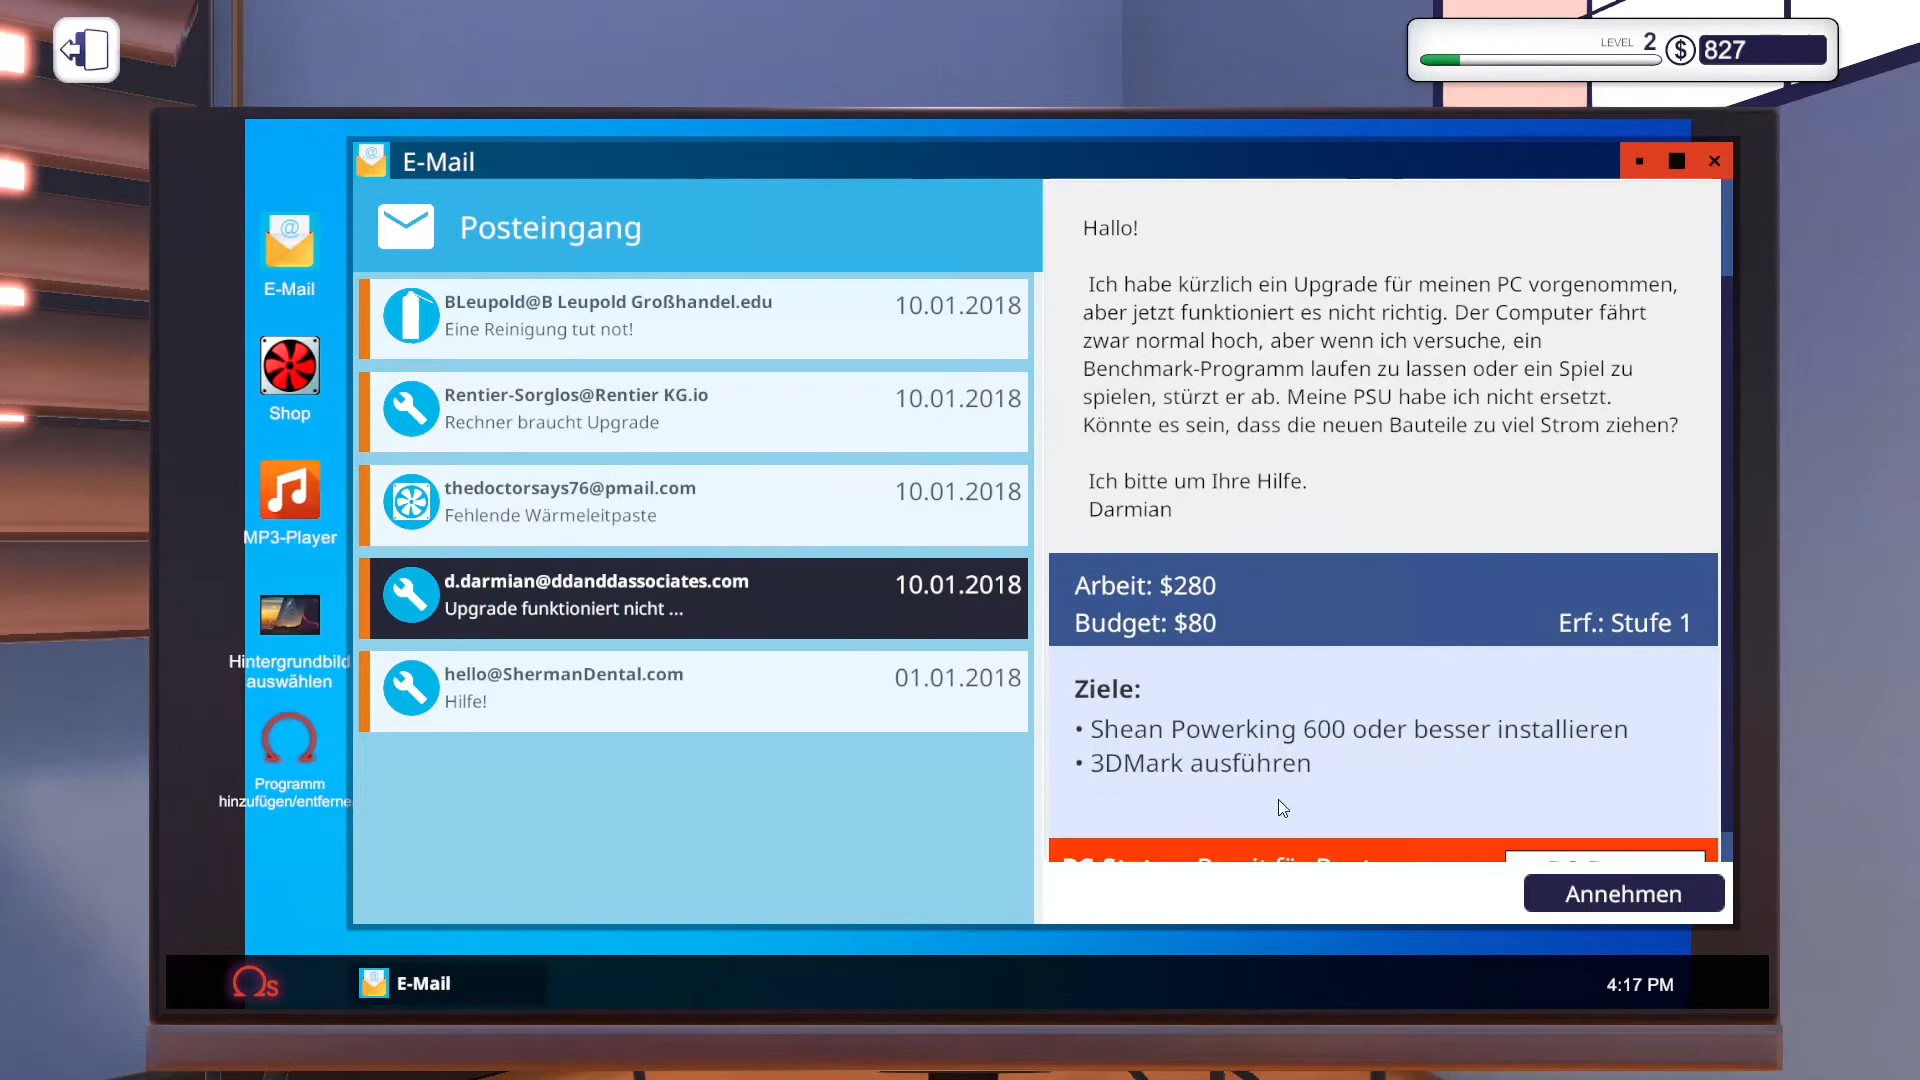 LEVEL 2
$ 827
E-Mail
Posteingang
BLeupold@B Leupold Großhandel.edu
10.01.2018
Eine Reinigung tut not!
Rentier-Sorglos@Rentier KG.io
10.01.2018
Rechner braucht Upgrade
thedoctorsays76@pmail.com
10.01.2018
Fehlende Wärmeleitpaste
d.darmian@ddanddassociates.com
10.01.2018
Upgrade funktioniert nicht ...
hello@ShermanDental.com
01.01.2018
Hilfe!
Hallo!
Ich habe kürzlich ein Upgrade für meinen PC vorgenommen,
aber jetzt funktioniert es nicht richtig. Der Computer fährt
zwar normal hoch, aber wenn ich versuche, ein
Benchmark-Programm laufen zu lassen oder ein Spiel zu
spielen, stürzt er ab. Meine PSU habe ich nicht ersetzt.
Könnte es sein, dass die neuen Bauteile zu viel Strom ziehen?
Ich bitte um Ihre Hilfe.
Darmian
Arbeit: $280
Budget: $80
Erf.: Stufe 1
Ziele:
• Shean Powerking 600 oder besser installieren
• 3DMark ausführen
Annehmen
E-Mail
Shop
MP3-Player
Hintergrundbild
auswählen
Programm
hinzufügen/entferne
Ωs
E-Mail
4:17 PM